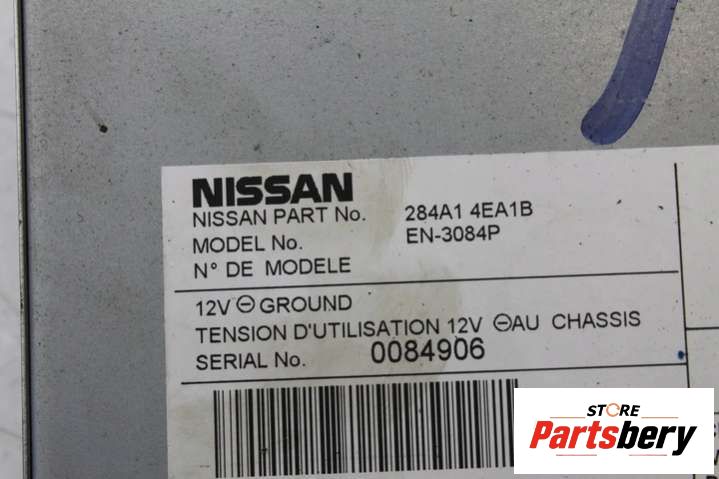 NISSAN
NISSAN PART No. 284A1 4EA1B
MODEL No. EN-3084P
N° DE MODELE
12V ⊖ GROUND
TENSION D'UTILISATION 12V ⊖AU CHASSIS
SERIAL No. 0084906
STORE
Partsbery